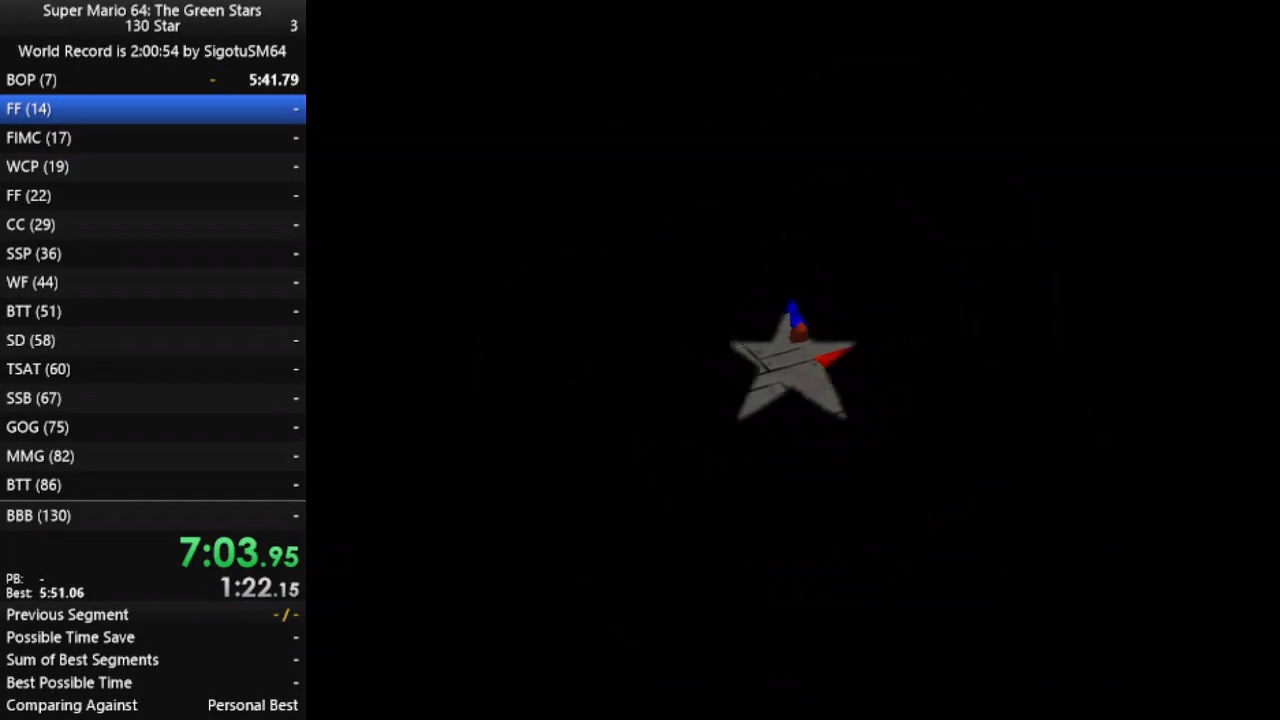 Super Mario 64: The Green Stars
130 Star 3
World Record is 2:00:54 by SigotuSM64
BOP (7) - 5:41.79
FF (14) -
FIMC (17) -
WCP (19) -
FF (22) -
CC (29) -
SSP (36) -
WF (44) -
BTT (51) -
SD (58) -
TSAT (60) -
SSB (67) -
GOG (75) -
MMG (82) -
BTT (86) -
BBB (130) -
7:03.95
PB: -
Best: 5:51.06 1:22.15
Previous Segment - / -
Possible Time Save -
Sum of Best Segments -
Best Possible Time -
Comparing Against Personal Best